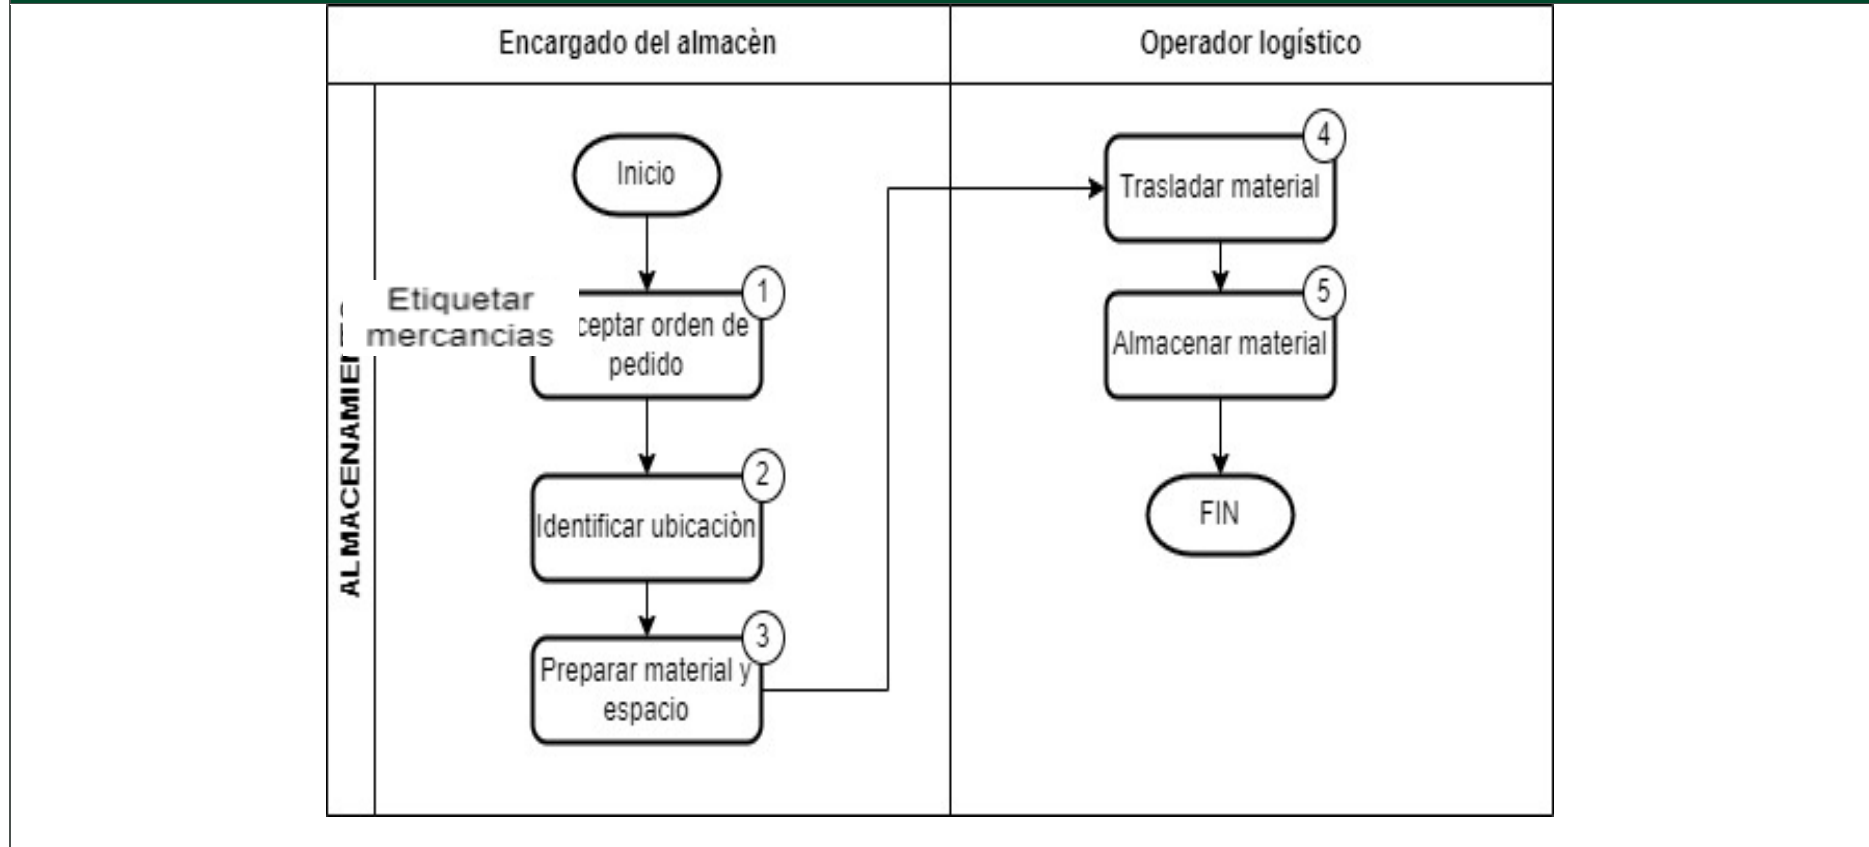 Encargado del almacèn
Operador logístico
Inicio
4
Trasladar material
1
Etiquetar
mercancias
ceptar orden de
pedido
5
Almacenar material
2
Identificar ubicaciòn
FIN
3
Preparar material y
espacio